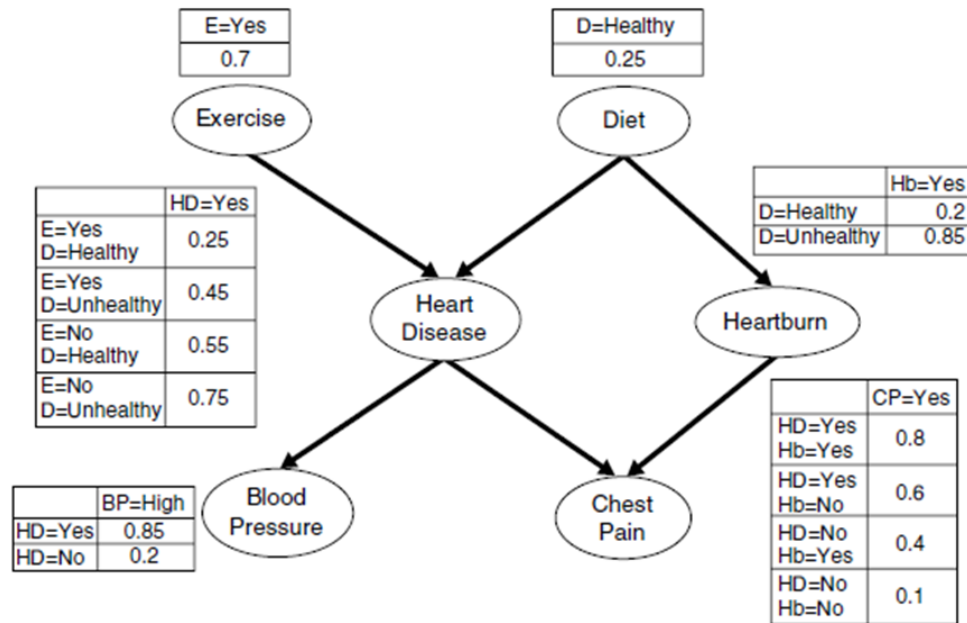 E=Yes
0.7
D=Healthy
0.25
Exercise
Diet
HD=Yes
E=Yes
D=Healthy
0.25
E=Yes
D=Unhealthy
0.45
E=No
D=Healthy
0.55
E=No
D=Unhealthy
0.75
Hb=Yes
D=Healthy 0.2
D=Unhealthy 0.85
Heart
Disease
Heartburn
BP=High
HD=Yes 0.85
HD=No 0.2
Blood
Pressure
Chest
Pain
CP=Yes
HD=Yes
Hb=Yes
0.8
HD=Yes
Hb=No
0.6
HD=No
Hb=Yes
0.4
HD=No
Hb=No
0.1